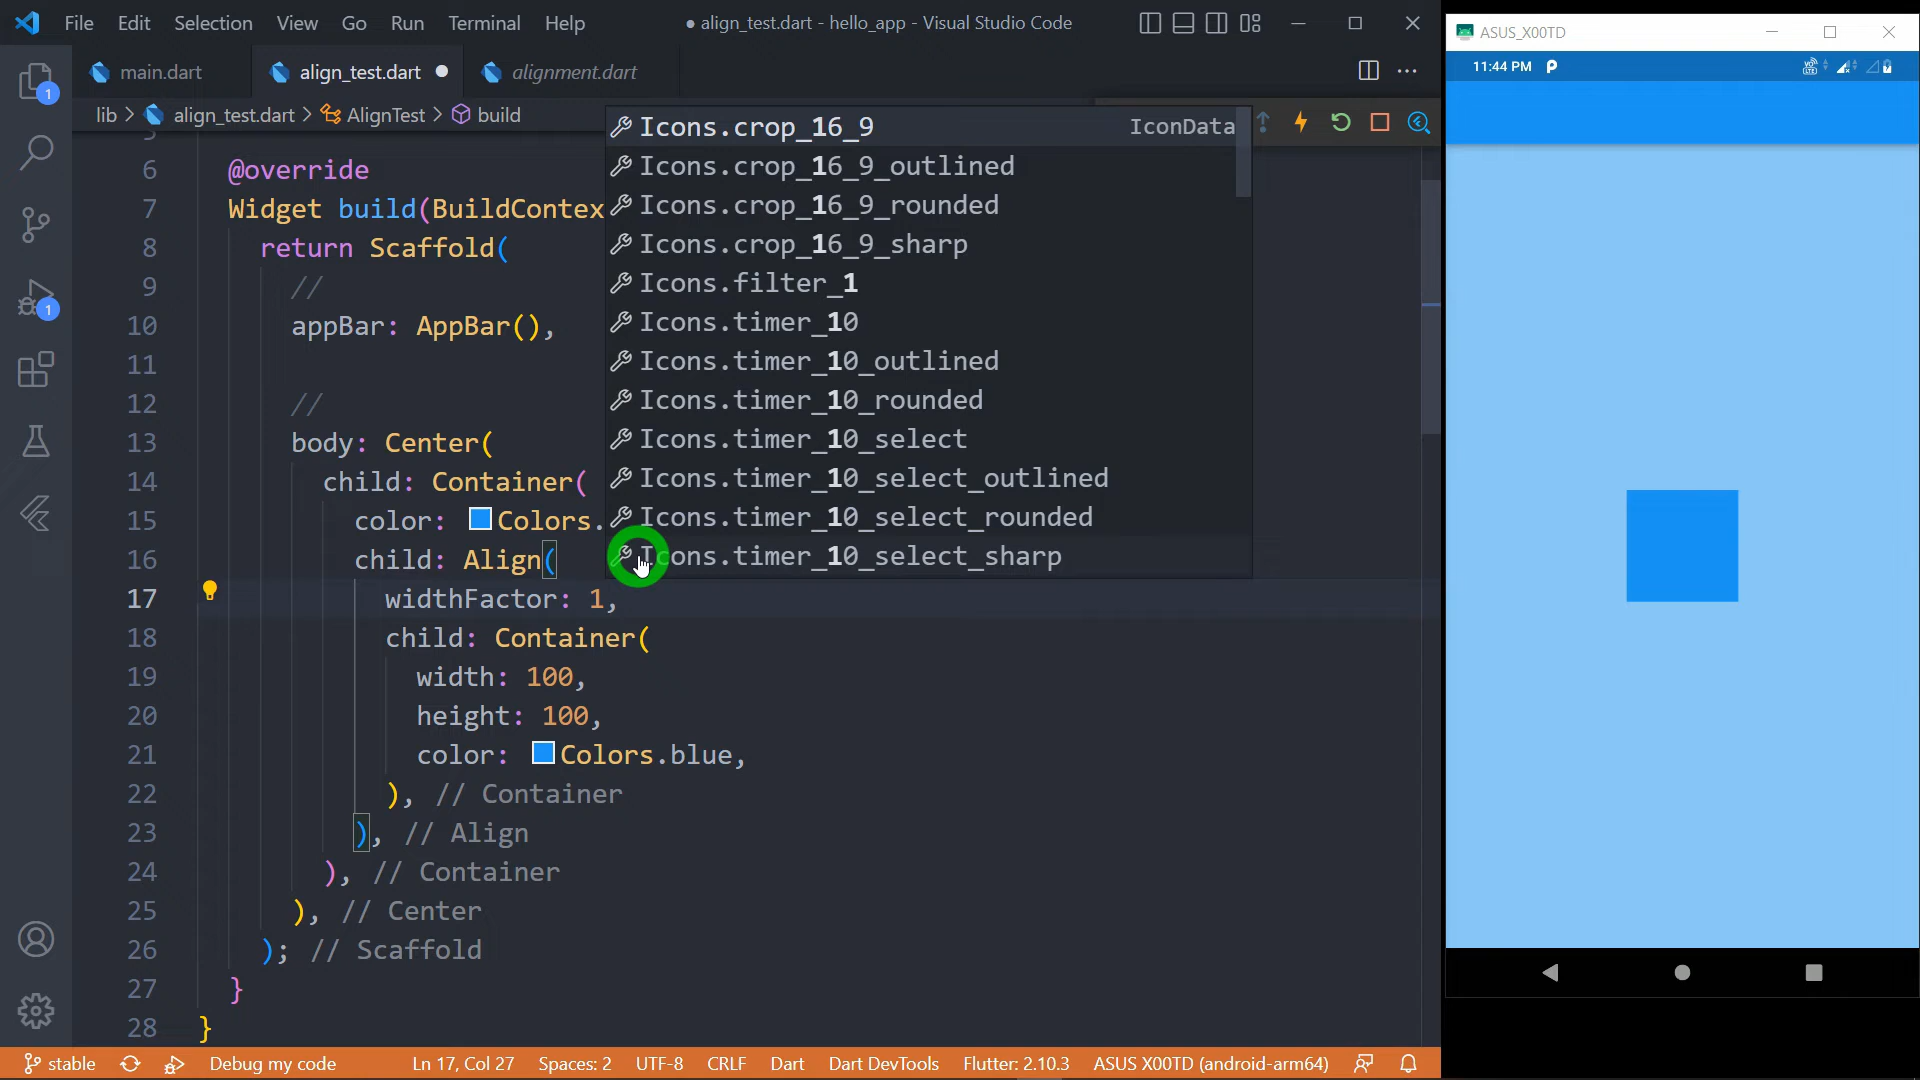 File Edit Selection View Go Run Terminal Help
● align_test.dart - hello_app - Visual Studio Code
ASUS_X00TD
main.dart
align_test.dart
alignment.dart
11:44 PM
lib > align_test.dart > AlignTest > build
1
1
5
6 @override
7 Widget build(BuildContex
8 return Scaffold(
9 //
10 appBar: AppBar(),
11
12 //
13 body: Center(
14 child: Container(
15 color: Colors.
16 child: Align(
17 widthFactor: 1,
18 child: Container(
19 width: 100,
20 height: 100,
21 color: Colors.blue,
22 ), // Container
23 ), // Align
24 ), // Container
25 ), // Center
26 ); // Scaffold
27 }
28 }
Icons.crop_16_9 IconData
Icons.crop_16_9_outlined
Icons.crop_16_9_rounded
Icons.crop_16_9_sharp
Icons.filter_1
Icons.timer_10
Icons.timer_10_outlined
Icons.timer_10_rounded
Icons.timer_10_select
Icons.timer_10_select_outlined
Icons.timer_10_select_rounded
Icons.timer_10_select_sharp
stable Debug my code Ln 17, Col 27 Spaces: 2 UTF-8 CRLF Dart Dart DevTools Flutter: 2.10.3 ASUS X00TD (android-arm64)